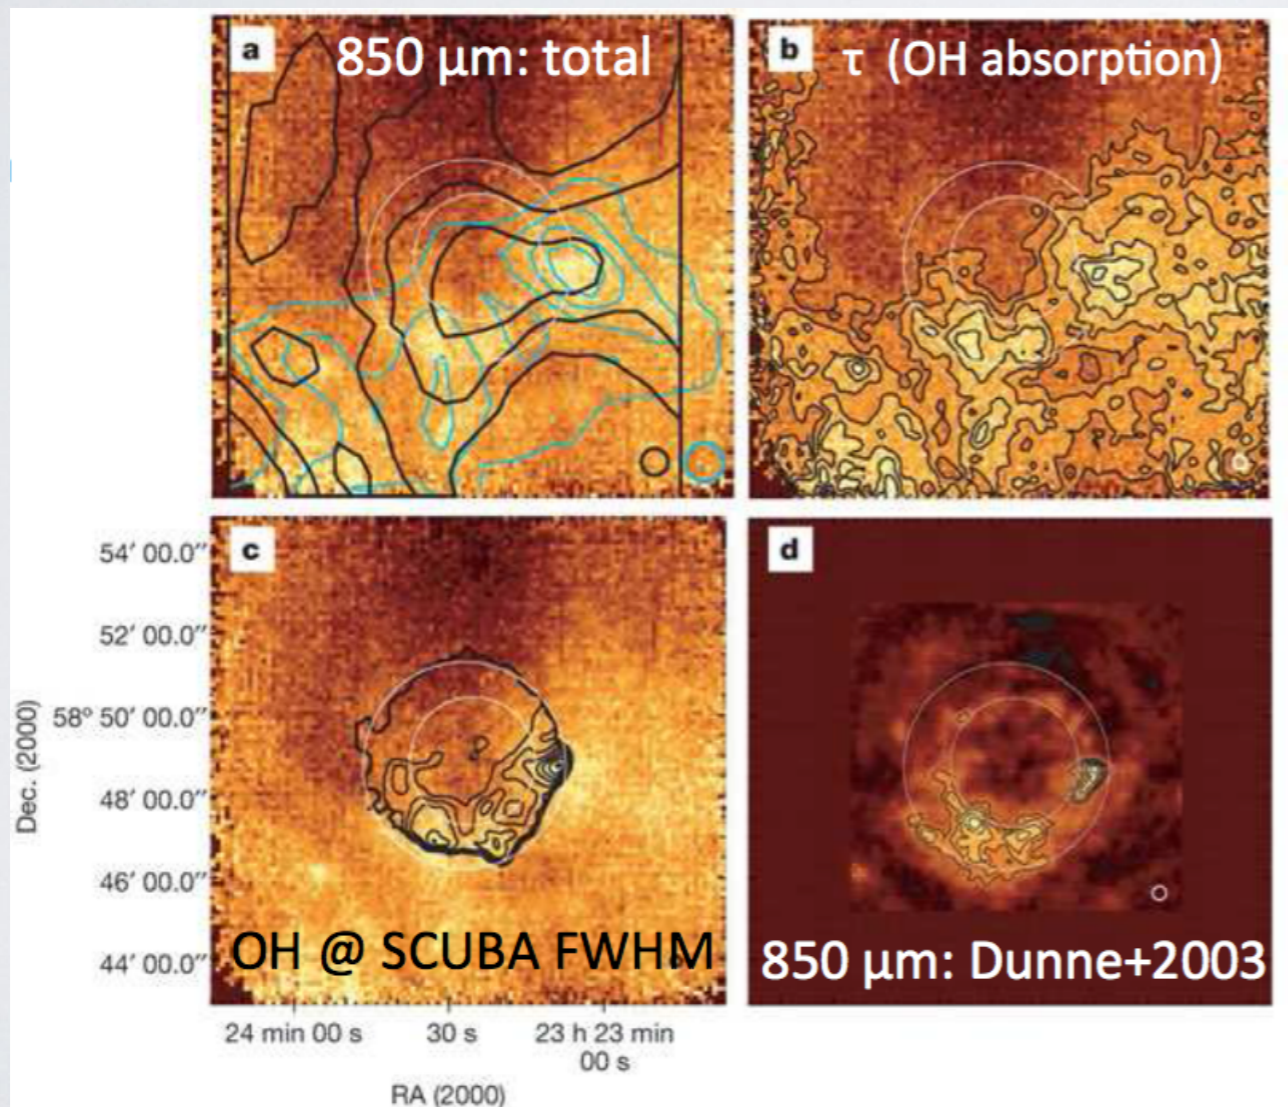 a
850 μm: total
b
τ (OH absorption)
c
54′ 00.0″
52′ 00.0″
58° 50′ 00.0″
48′ 00.0″
46′ 00.0″
44′ 00.0″
Dec. (2000)
OH @ SCUBA FWHM
24 min 00 s
30 s
23 h 23 min
00 s
RA (2000)
d
850 μm: Dunne+2003